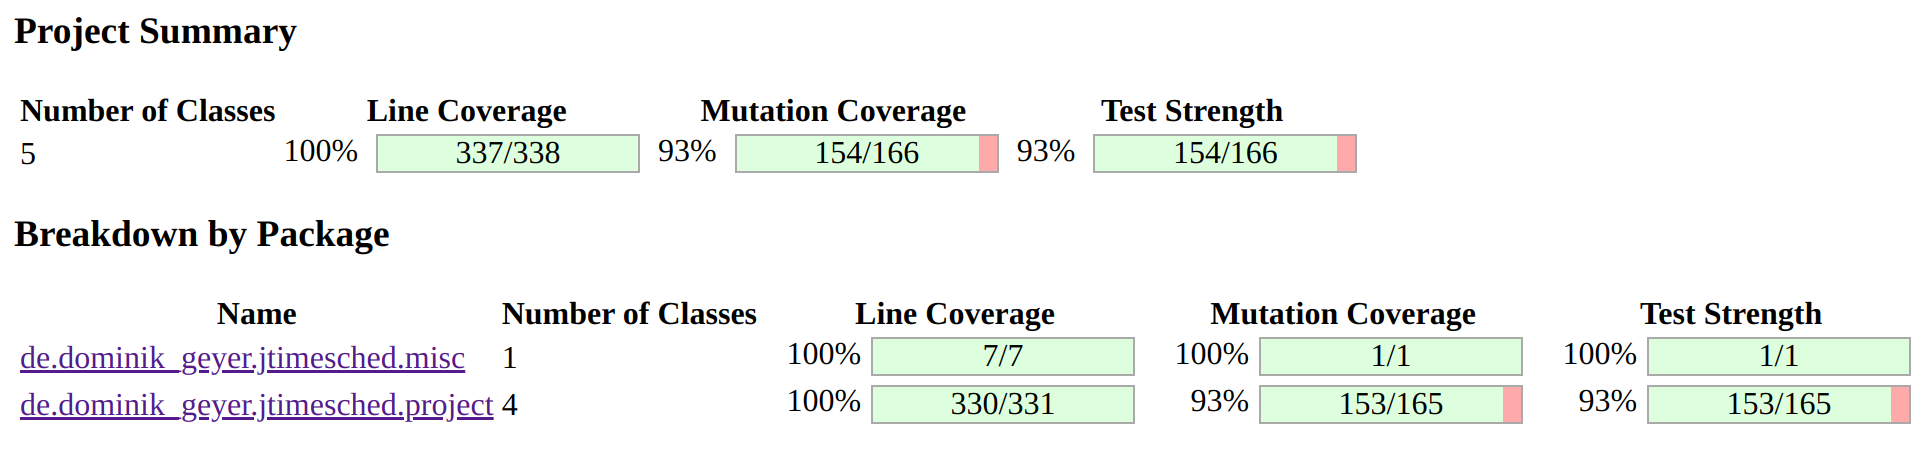 Project Summary
Number of Classes Line Coverage Mutation Coverage Test Strength
5 100% 337/338 93% 154/166 93% 154/166
Breakdown by Package
Name Number of Classes Line Coverage Mutation Coverage Test Strength
de.dominik_geyer.jtimesched.misc 1 100% 7/7 100% 1/1 100% 1/1
de.dominik_geyer.jtimesched.project 4 100% 330/331 93% 153/165 93% 153/165